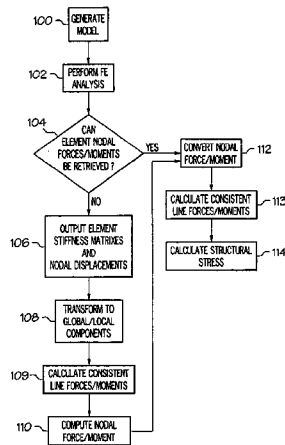 100
GENERATE
MODEL
102
PERFORM FE
ANALYSIS
104
CAN
ELEMENT NODAL
FORCES/MOMENTS
BE RETRIEVED ?
YES
NO
106
OUTPUT ELEMENT
STIFFNESS MATRIXES
AND
NODAL DISPLACEMENTS
108
TRANSFORM TO
GLOBAL/LOCAL
COMPONENTS
109
CALCULATE CONSISTENT
LINE FORCES/MOMENTS
110
COMPUTE NODAL
FORCE/MOMENT
CONVERT NODAL
FORCE/MOMENT
112
CALCULATE CONSISTENT
LINE FORCES/MOMENTS
113
CALCULATE STRUCTURAL
STRESS
114